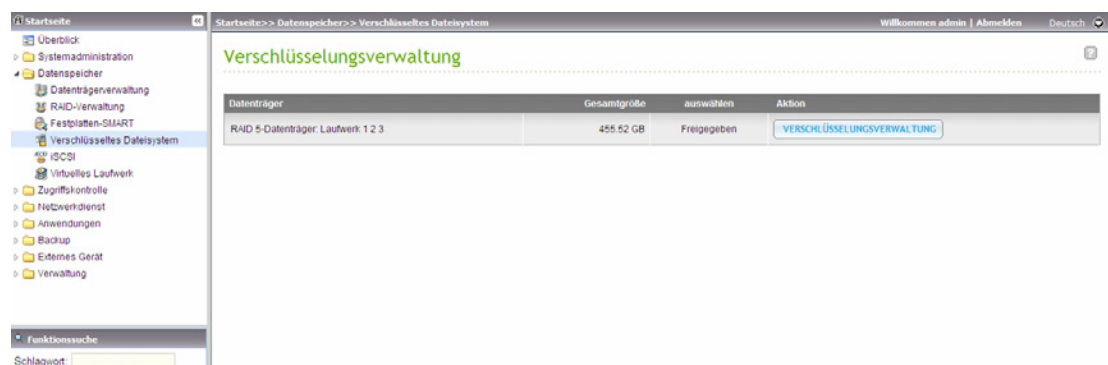 Startseite
Startseite>> Datenspeicher>> Verschlüsseltes Dateisystem
Willkommen admin | Abmelden
Deutsch
Überblick
Systemadministration
Datenspeicher
Datenträgerverwaltung
RAID-Verwaltung
Festplatten-SMART
Verschlüsseltes Dateisystem
iSCSI
Virtuelles Laufwerk
Zugriffskontrolle
Netzwerkdienst
Anwendungen
Backup
Externes Gerät
Verwaltung
Funktionssuche
Schlagwort:
Verschlüsselungsverwaltung
Datenträger Gesamtgröße auswählen Aktion
RAID 5-Datenträger: Laufwerk 1 2 3 455.52 GB Freigegeben VERSCHLÜSSELUNGSVERWALTUNG